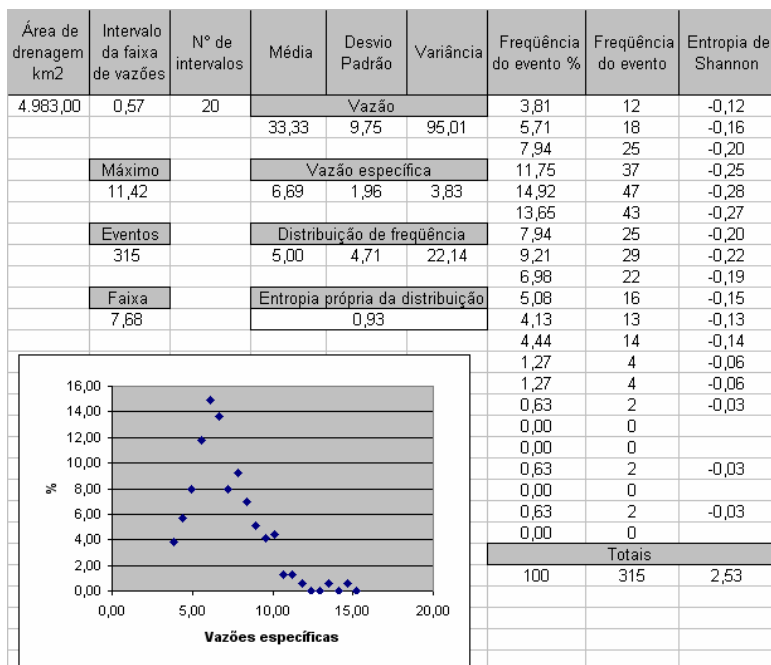 Área de drenagem km2 Intervalo da faixa de vazões N° de intervalos Média Desvio Padrão Variância Freqüência do evento % Freqüência do evento Entropia de Shannon
4.983,00 0,57 20 Vazão 3,81 12 -0,12
33,33 9,75 95,01 5,71 18 -0,16
7,94 25 -0,20
Máximo Vazão específica 11,75 37 -0,25
11,42 6,69 1,96 3,83 14,92 47 -0,28
13,65 43 -0,27
Eventos Distribuição de freqüência 7,94 25 -0,20
315 5,00 4,71 22,14 9,21 29 -0,22
6,98 22 -0,19
Faixa Entropia própria da distribuição 5,08 16 -0,15
7,68 0,93 4,13 13 -0,13
4,44 14 -0,14
1,27 4 -0,06
1,27 4 -0,06
0,63 2 -0,03
0,00 0
0,00 0
0,63 2 -0,03
0,00 0
0,63 2 -0,03
0,00 0
Totais
100 315 2,53
16,00
14,00
12,00
10,00
8,00
6,00
4,00
2,00
0,00
%
0,00 5,00 10,00 15,00 20,00
Vazões específicas